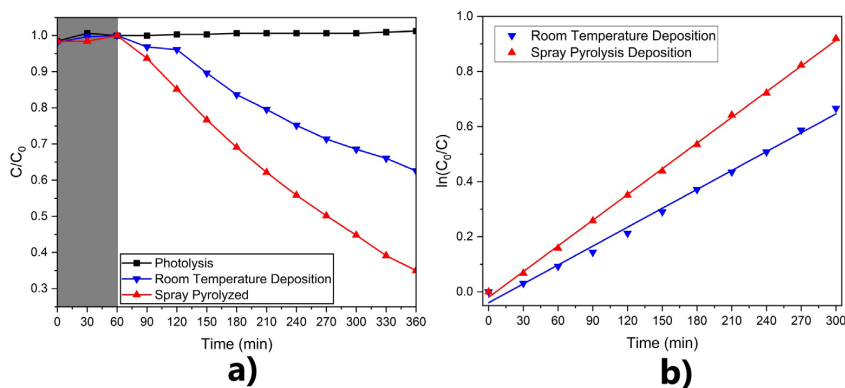 1.0
0.9
0.8
0.7
0.6
0.5
0.4
0.3
C/C0
0 30 60 90 120 150 180 210 240 270 300 330 360
Time (min)
Photolysis
Room Temperature Deposition
Spray Pyrolyzed
a)
1.0
0.8
0.6
0.4
0.2
0.0
ln(C0/C)
0 30 60 90 120 150 180 210 240 270 300
Time (min)
Room Temperature Deposition
Spray Pyrolysis Deposition
b)